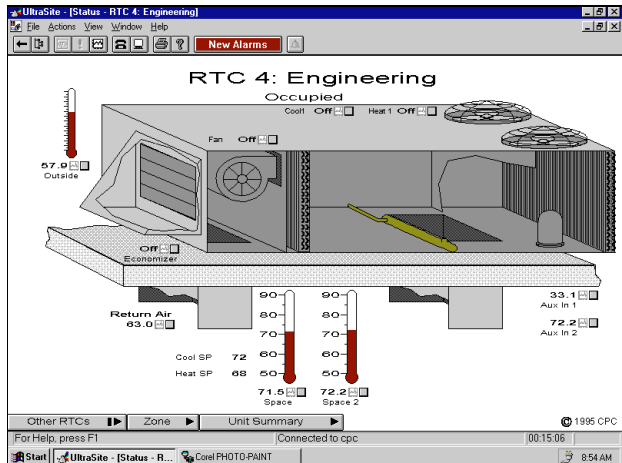 UltraSite - [Status - RTC 4: Engineering]
File Actions View Window Help
New Alarms
RTC 4: Engineering
Occupied
Cool1 Off Heat 1 Off
Fan Off
57.9
Outside
Off
Economizer
Return Air
63.0
90 90
80 80
70 70
60 60
50 50
Cool SP 72
Heat SP 68
71.5 72.2
Space Space 2
33.1
Aux In 1
72.2
Aux In 2
Other RTCs Zone Unit Summary
© 1995 CPC
For Help, press F1 Connected to cpc 00:15:06
Start UltraSite - [Status - R... Corel PHOTO-PAINT 8:54 AM